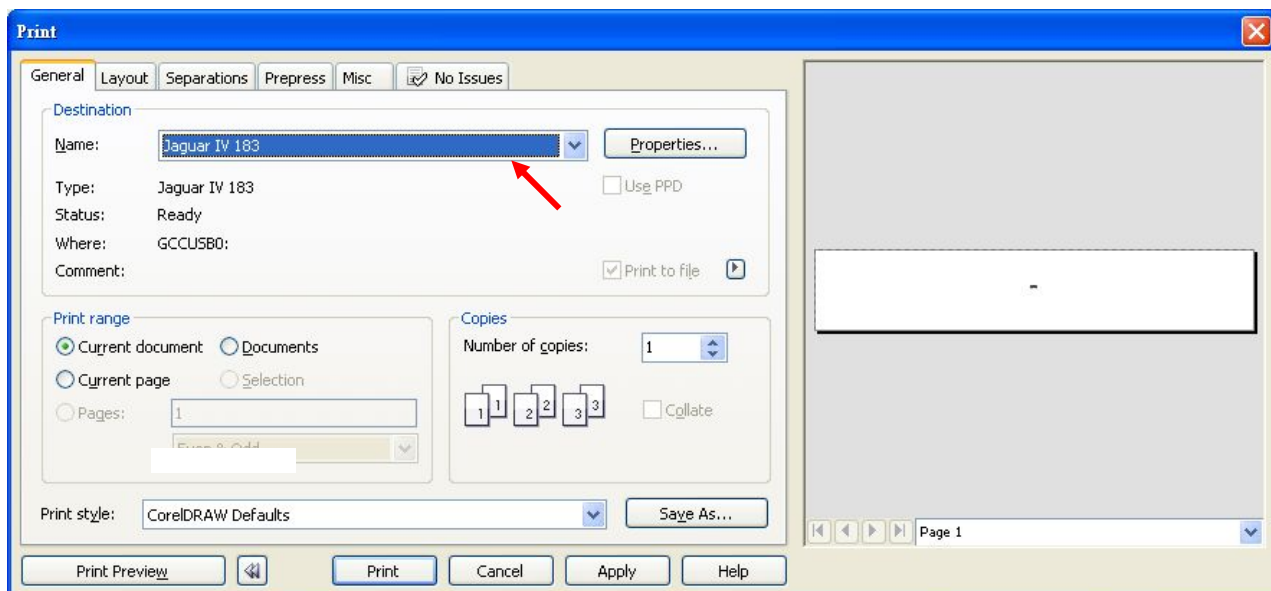 Print
General Layout Separations Prepress Misc No Issues
Destination
Name: Jaguar IV 183 Properties...
Type: Jaguar IV 183 Use PPD
Status: Ready
Where: GCCUSB0:
Comment: Print to file
Print range Copies
Current document Documents Number of copies: 1
Current page Selection
1 1 2 2 3 3 Collate
Pages: 1
Print style: CorelDRAW Defaults Save As...
Page 1
Print Preview Print Cancel Apply Help